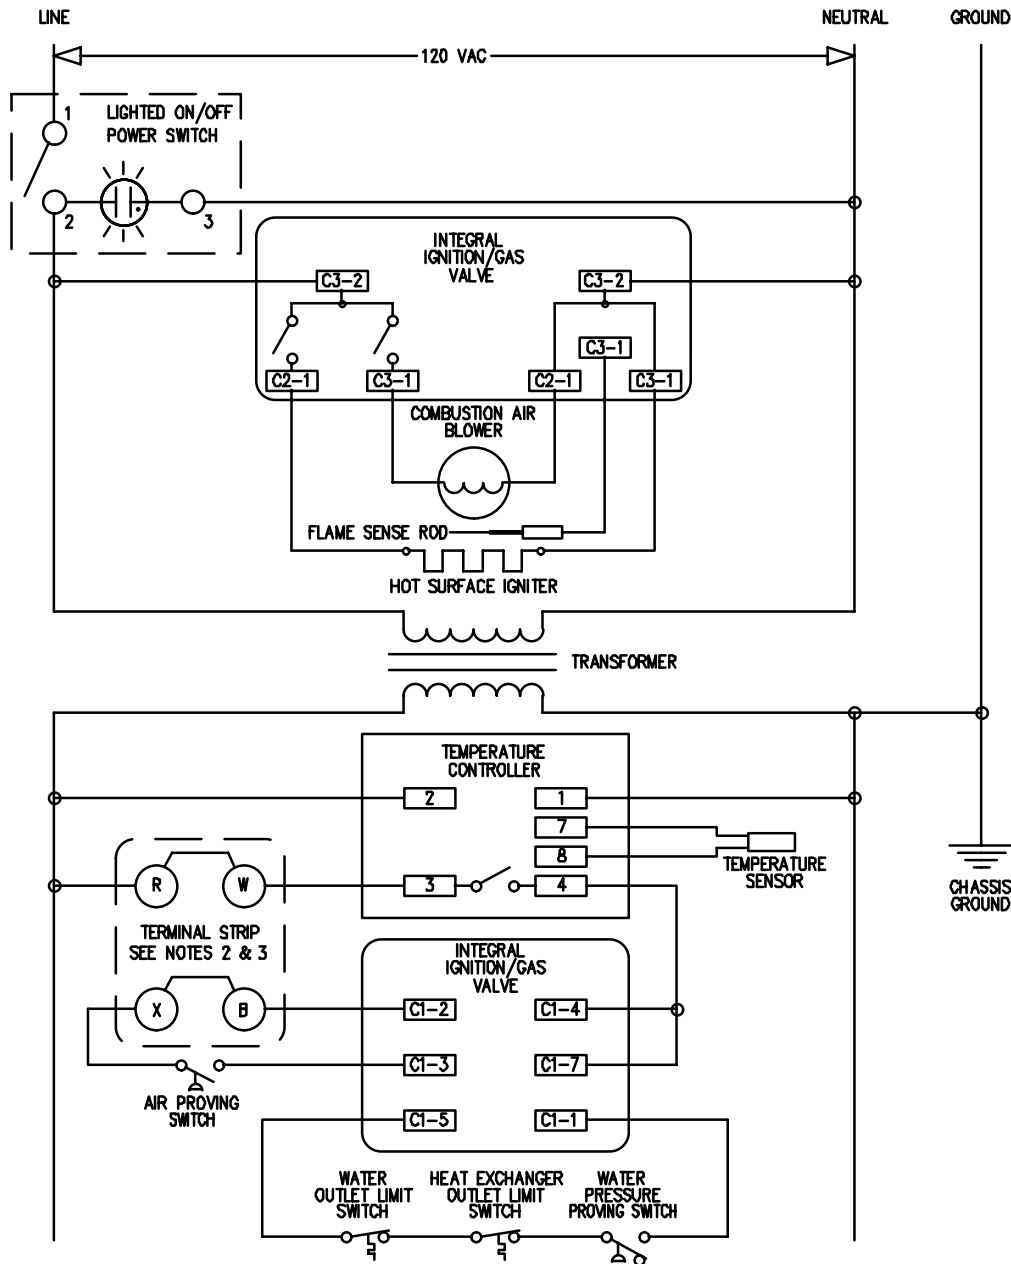 LINE
NEUTRAL
GROUND
120 VAC
1
LIGHTED ON/OFF
POWER SWITCH
2
3
INTEGRAL
IGNITION/GAS
VALVE
C3-2
C3-2
C3-1
C2-1
C3-1
C2-1
C3-1
COMBUSTION AIR
BLOWER
FLAME SENSE ROD
HOT SURFACE IGNITER
TRANSFORMER
TEMPERATURE
CONTROLLER
2
1
7
8
TEMPERATURE
SENSOR
R
W
3
4
CHASSIS
GROUND
TERMINAL STRIP
SEE NOTES 2 & 3
INTEGRAL
IGNITION/GAS
VALVE
X
B
C1-2
C1-4
C1-3
C1-7
AIR PROVING
SWITCH
C1-5
C1-1
WATER
OUTLET LIMIT
SWITCH
HEAT EXCHANGER
OUTLET LIMIT
SWITCH
WATER
PRESSURE
PROVING SWITCH